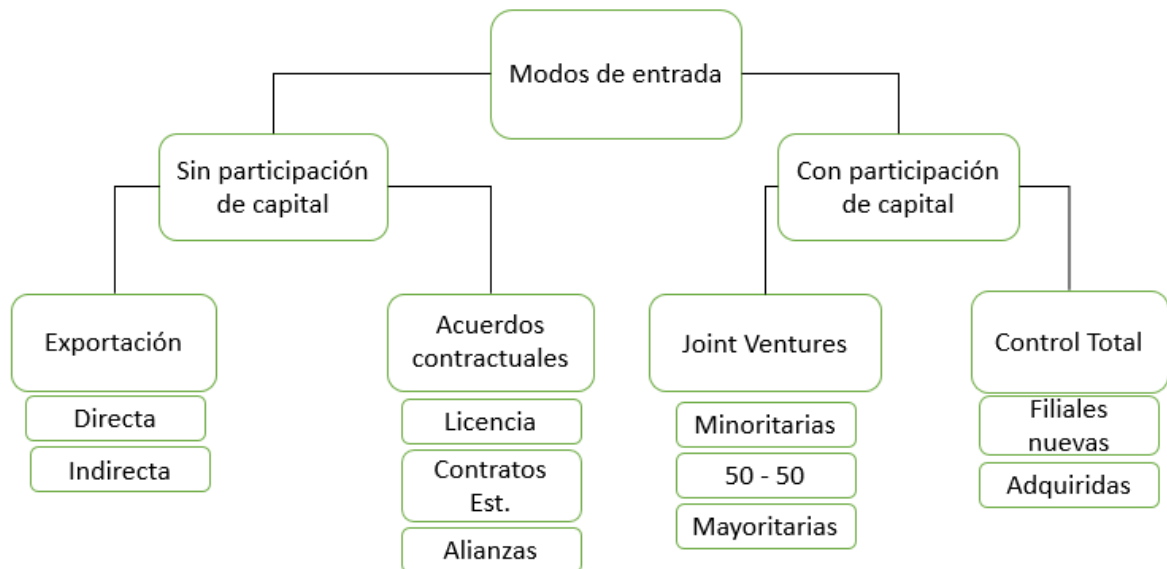 Modos de entrada
Sin participación
de capital
Con participación
de capital
Exportación
Directa
Indirecta
Acuerdos
contractuales
Licencia
Contratos
Est.
Alianzas
Joint Ventures
Minoritarias
50 - 50
Mayoritarias
Control Total
Filiales
nuevas
Adquiridas